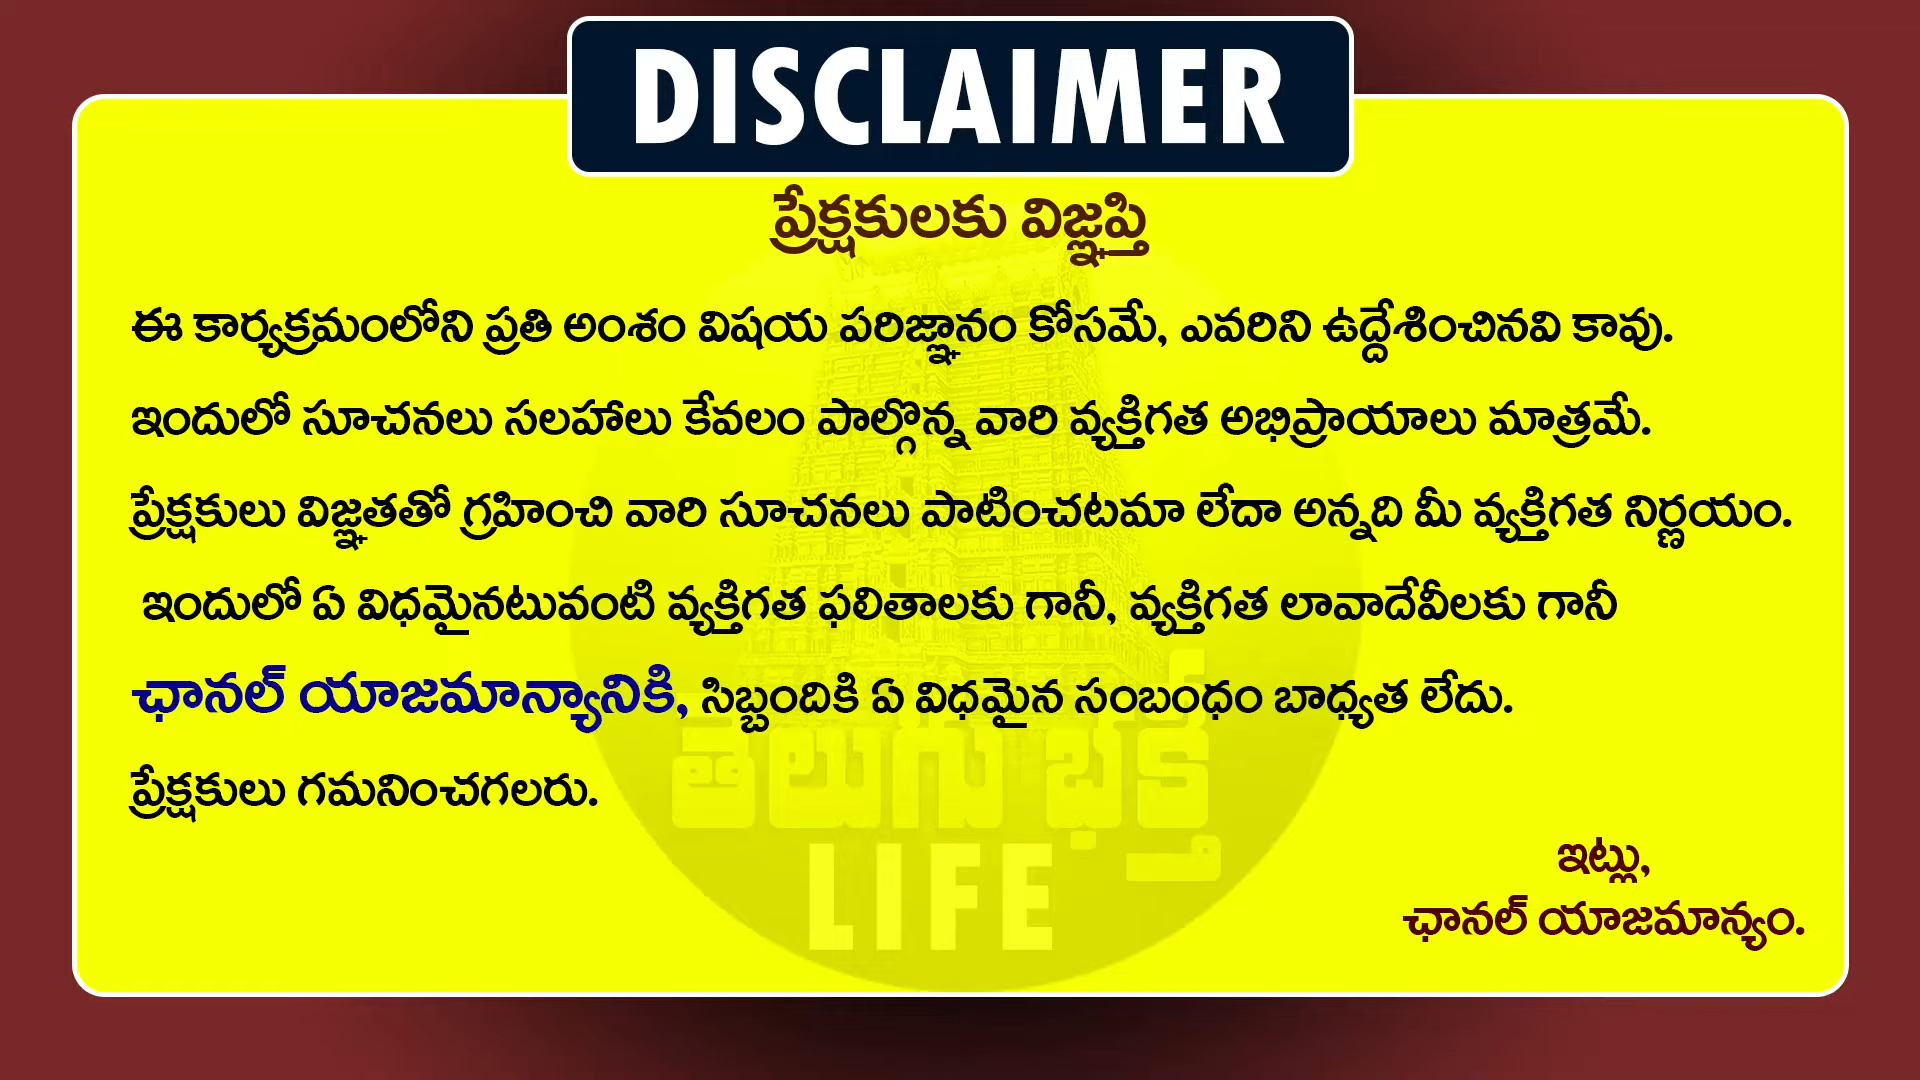 DISCLAIMER
ప్రేక్షకులకు విజ్ఞప్తి
ఈ కార్యక్రమంలోని ప్రతి అంశం విషయ పరిజ్ఞానం కోసమే, ఎవరిని ఉద్దేశించినవి కావు.
ఇందులో సూచనలు సలహాలు కేవలం పాల్గొన్న వారి వ్యక్తిగత అభిప్రాయాలు మాత్రమే.
ప్రేక్షకులు విజ్ఞతతో గ్రహించి వారి సూచనలు పాటించటమా లేదా అన్నది మీ వ్యక్తిగత నిర్ణయం.
ఇందులో ఏ విధమైనటువంటి వ్యక్తిగత ఫలితాలకు గానీ, వ్యక్తిగత లావాదేవీలకు గానీ
ఛానల్ యాజమాన్యానికి, సిబ్బందికి ఏ విధమైన సంబంధం బాధ్యత లేదు.
ప్రేక్షకులు గమనించగలరు.
తెలుగు భక్తి
LIFE
ఇట్లు,
ఛానల్ యాజమాన్యం.